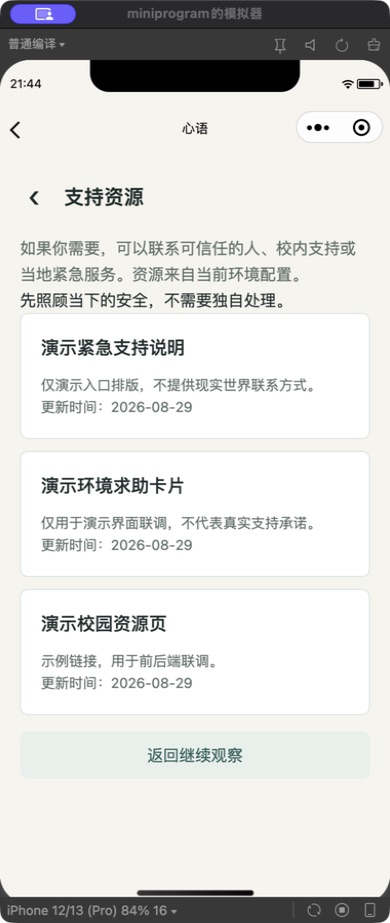 miniprogram的模拟器
普通编译
21:44
心语
支持资源
如果你需要，可以联系可信任的人、校内支持或
当地紧急服务。资源来自当前环境配置。
先照顾当下的安全，不需要独自处理。
演示紧急支持说明
仅演示入口排版，不提供现实世界联系方式。
更新时间：2026-08-29
演示环境求助卡片
仅用于演示界面联调，不代表真实支持承诺。
更新时间：2026-08-29
演示校园资源页
示例链接，用于前后端联调。
更新时间：2026-08-29
返回继续观察
iPhone 12/13 (Pro) 84% 16